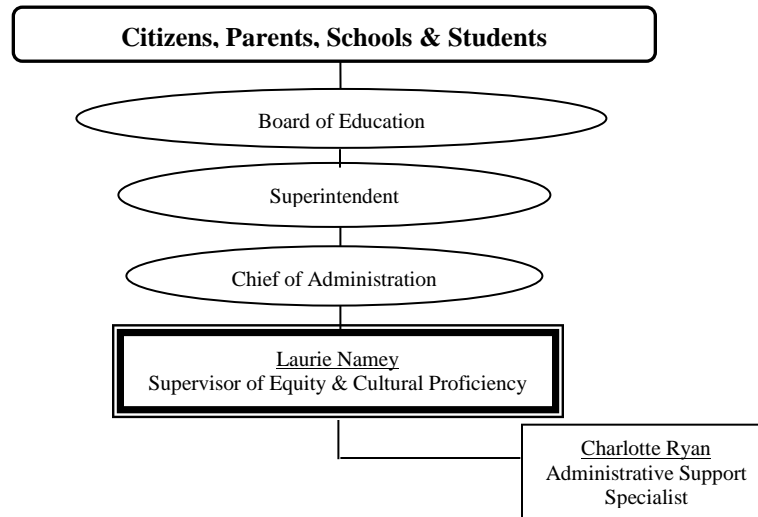 Citizens, Parents, Schools & Students
Board of Education
Superintendent
Chief of Administration
Laurie Namey
Supervisor of Equity & Cultural Proficiency
Charlotte Ryan
Administrative Support
Specialist